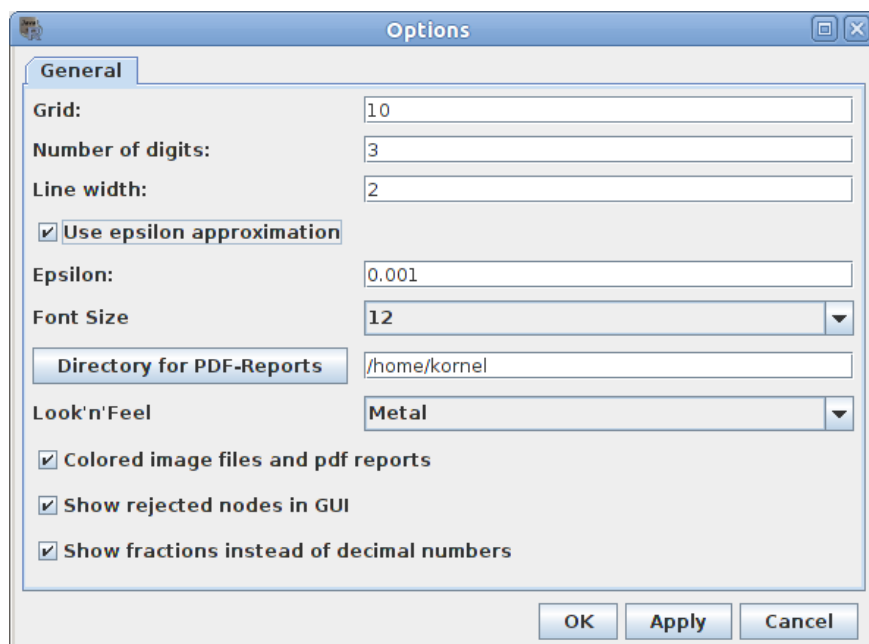 Options
General
Grid: 10
Number of digits: 3
Line width: 2
Use epsilon approximation
Epsilon: 0.001
Font Size 12
Directory for PDF-Reports /home/kornel
Look'n'Feel Metal
Colored image files and pdf reports
Show rejected nodes in GUI
Show fractions instead of decimal numbers
OK Apply Cancel